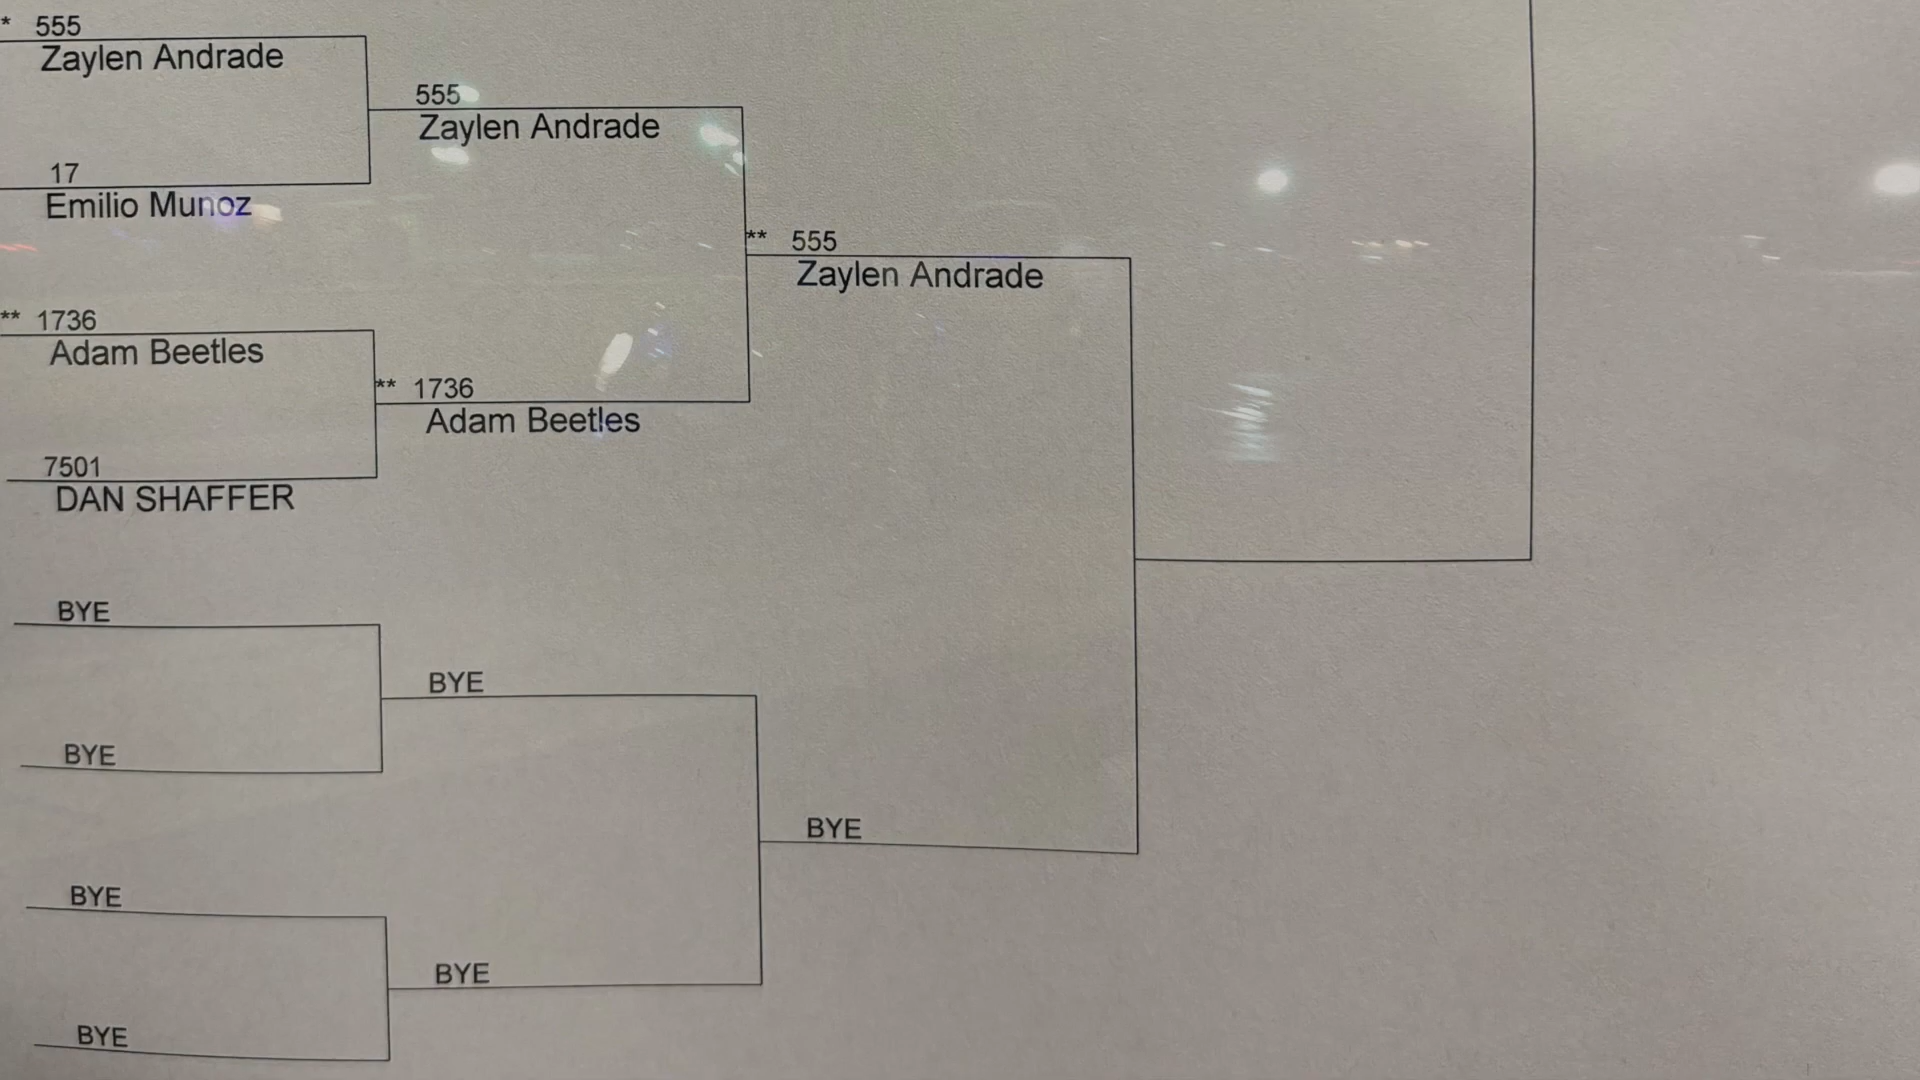 * 555
Zaylen Andrade
17
Emilio Munoz
** 1736
Adam Beetles
7501
DAN SHAFFER
BYE
BYE
BYE
BYE
555
Zaylen Andrade
** 1736
Adam Beetles
BYE
BYE
** 555
Zaylen Andrade
BYE